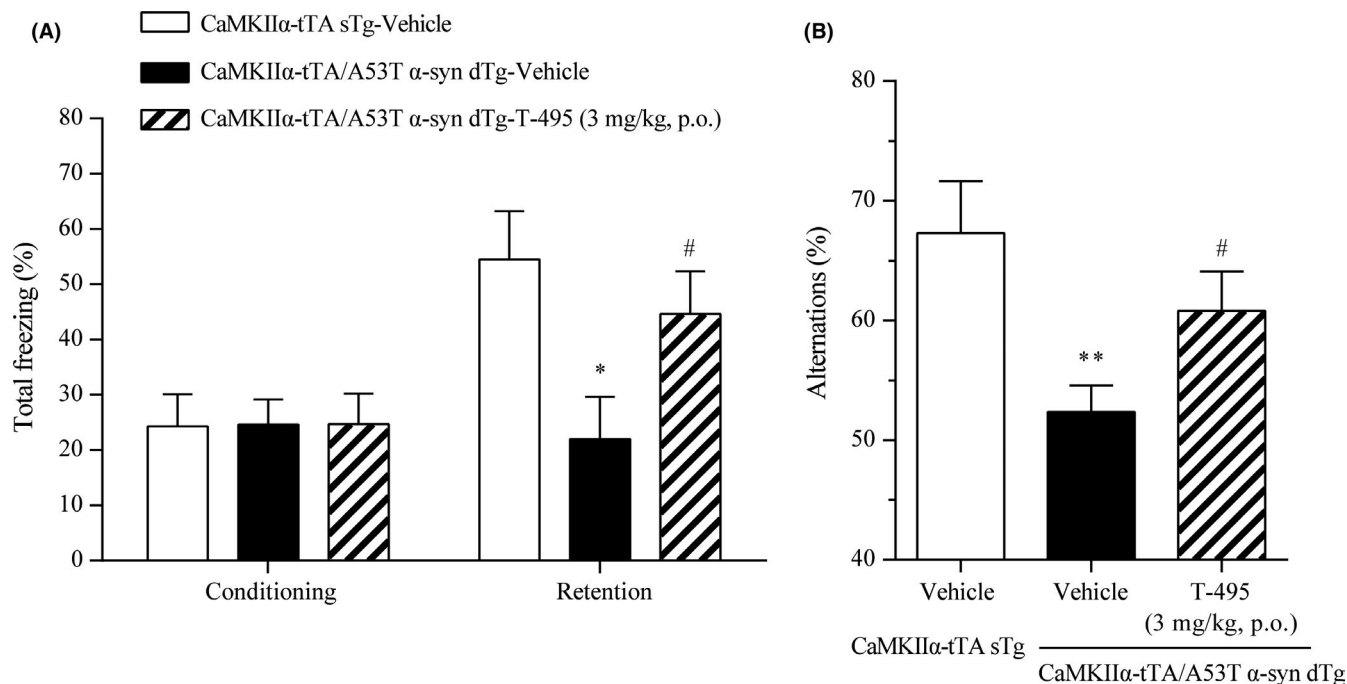 (A)
CaMKIIα-tTA sTg-Vehicle
CaMKIIα-tTA/A53T α-syn dTg-Vehicle
CaMKIIα-tTA/A53T α-syn dTg-T-495 (3 mg/kg, p.o.)
Total freezing (%)
80
70
60
50
40
30
20
10
0
*
#
Conditioning
Retention
(B)
Alternations (%)
80
70
60
50
40
**
#
Vehicle
Vehicle
T-495
(3 mg/kg, p.o.)
CaMKIIα-tTA sTg
CaMKIIα-tTA/A53T α-syn dTg